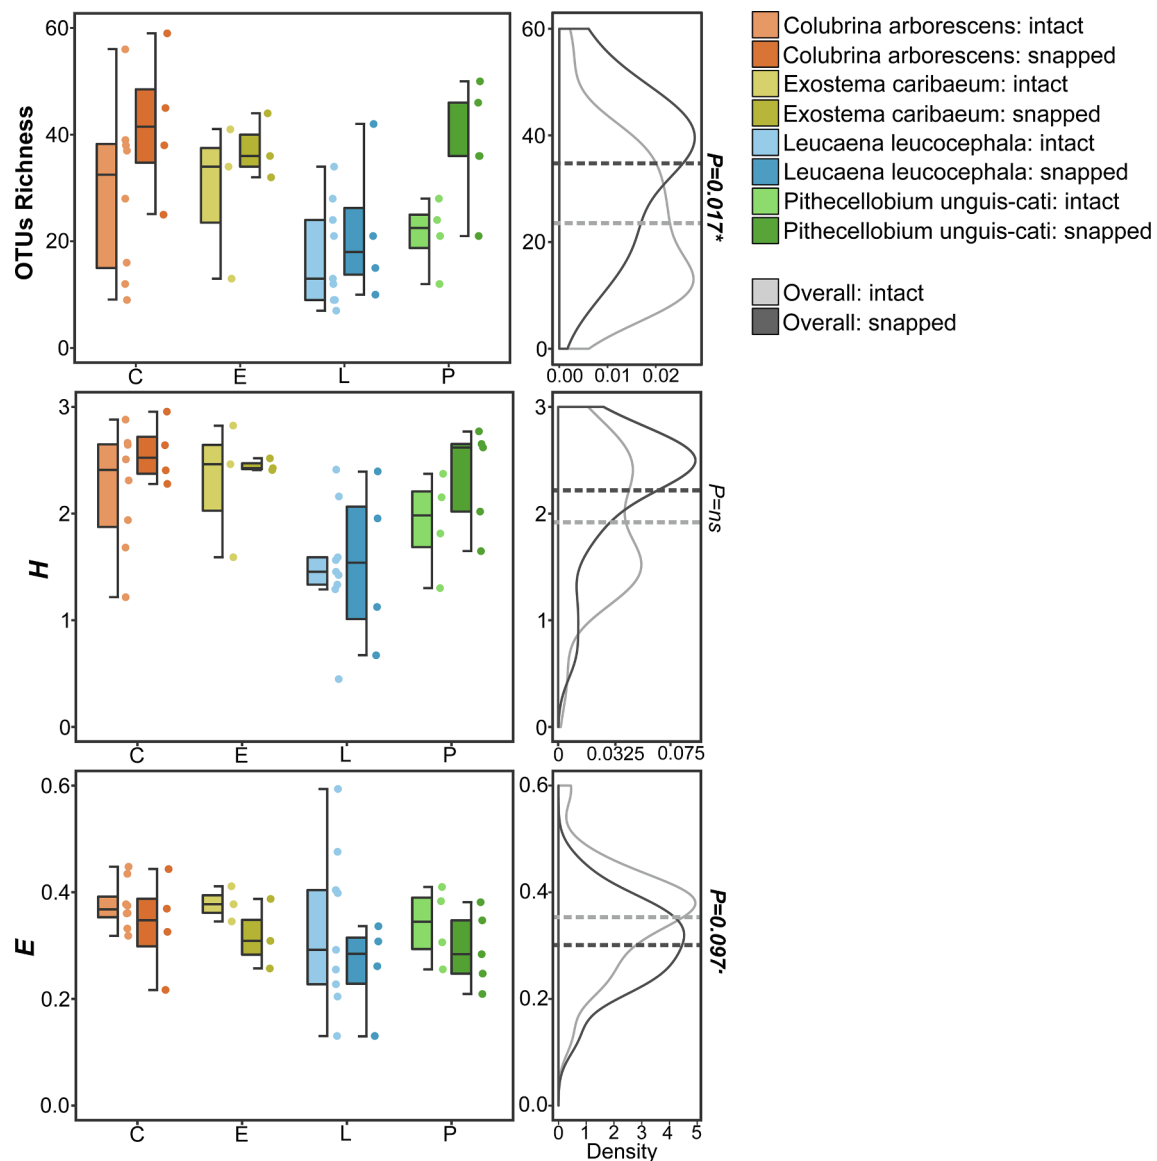 60
40
20
0
OTUs Richness
C E L P
60
40
20
0
0.00 0.01 0.02
P=0.017*
Colubrina arborescens: intact
Colubrina arborescens: snapped
Exostema caribaeum: intact
Exostema caribaeum: snapped
Leucaena leucocephala: intact
Leucaena leucocephala: snapped
Pithecellobium unguis-cati: intact
Pithecellobium unguis-cati: snapped
Overall: intact
Overall: snapped
3
2
1
0
H
C E L P
3
2
1
0
0 0.0325 0.075
P=ns
0.6
0.4
0.2
0.0
E
C E L P
0.6
0.4
0.2
0.0
0 1 2 3 4 5
Density
P=0.097·